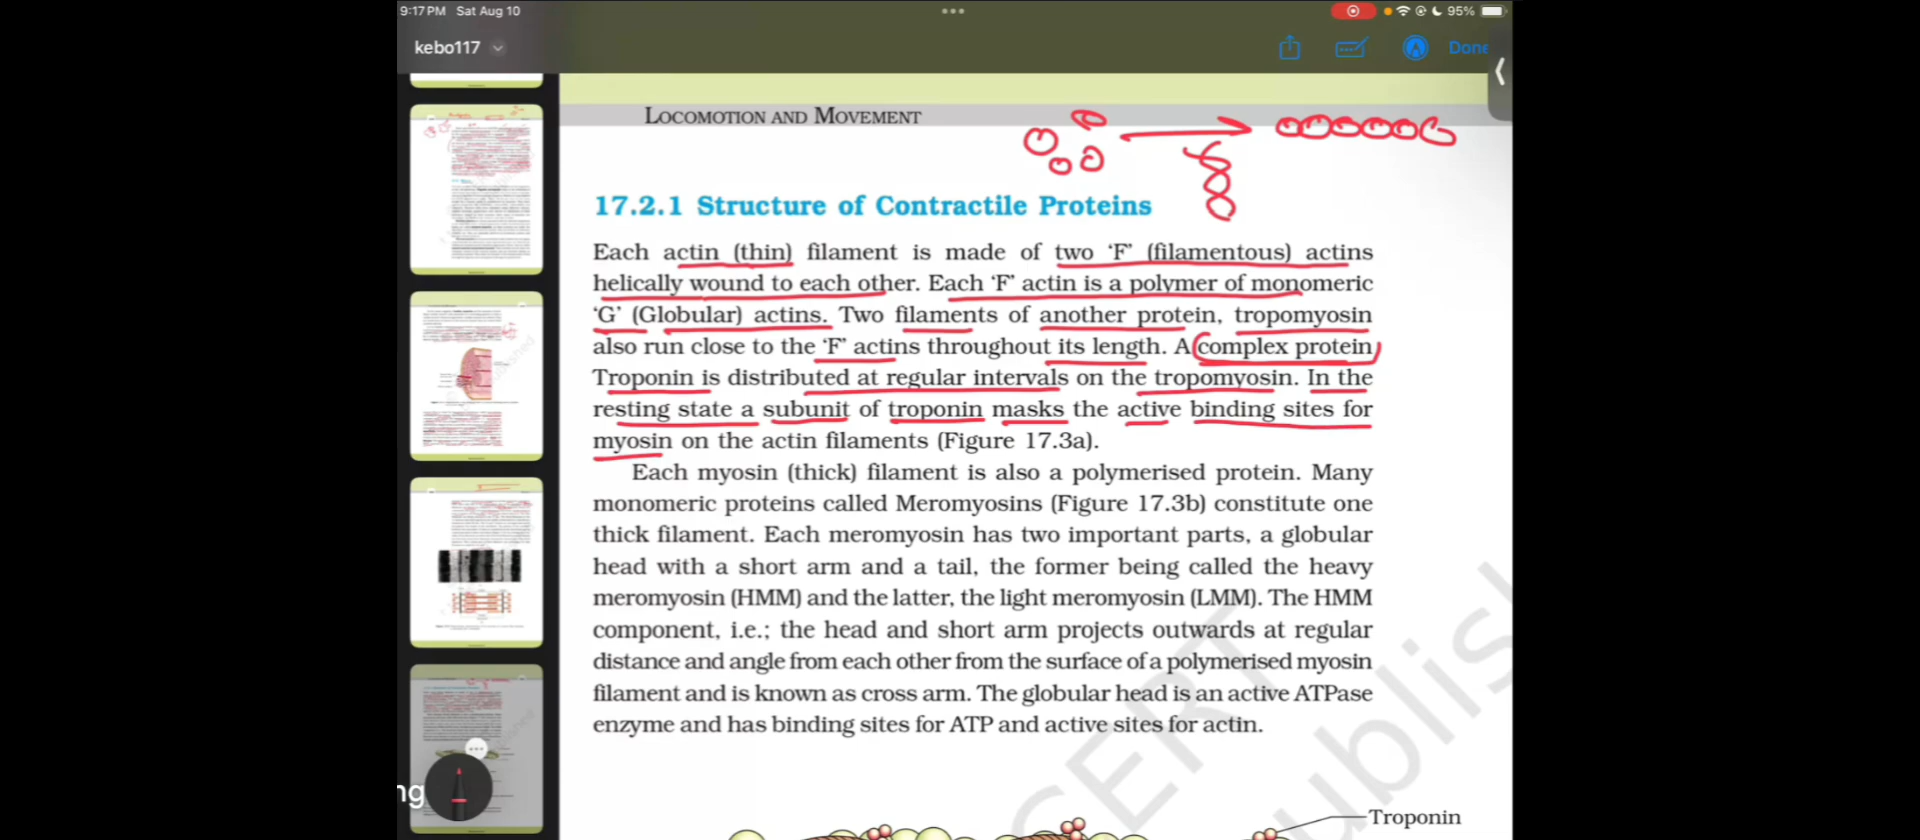 9:17 PM Sat Aug 10
95%
kebo117
Done
LOCOMOTION AND MOVEMENT
17.2.1 Structure of Contractile Proteins
Each actin (thin) filament is made of two ‘F’ (filamentous) actins
helically wound to each other. Each ‘F’ actin is a polymer of monomeric
‘G’ (Globular) actins. Two filaments of another protein, tropomyosin
also run close to the ‘F’ actins throughout its length. A complex protein
Troponin is distributed at regular intervals on the tropomyosin. In the
resting state a subunit of troponin masks the active binding sites for
myosin on the actin filaments (Figure 17.3a).
Each myosin (thick) filament is also a polymerised protein. Many
monomeric proteins called Meromyosins (Figure 17.3b) constitute one
thick filament. Each meromyosin has two important parts, a globular
head with a short arm and a tail, the former being called the heavy
meromyosin (HMM) and the latter, the light meromyosin (LMM). The HMM
component, i.e.; the head and short arm projects outwards at regular
distance and angle from each other from the surface of a polymerised myosin
filament and is known as cross arm. The globular head is an active ATPase
enzyme and has binding sites for ATP and active sites for actin.
Troponin